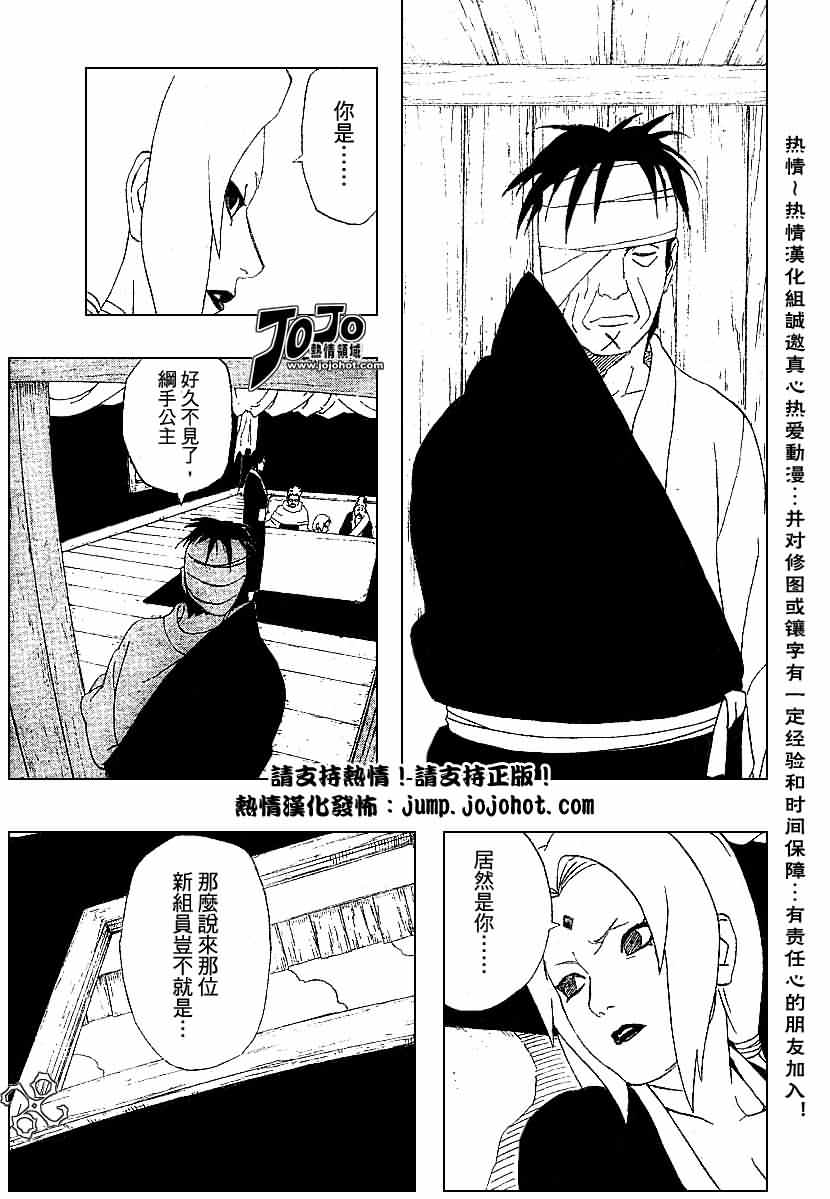 你是……
JOJO
熱情領域
www.jojohot.com
好久不見了，
綱手公主
請支持熱情！請支持正版！
熱情漢化發佈：jump.jojohot.com
居然是你……
那麼說來那位
新組員豈不就是…
热情~热情漢化組誠邀真心热爱動漫…并对修图或镶字有一定经验和时间保障…有责任心的朋友加入！